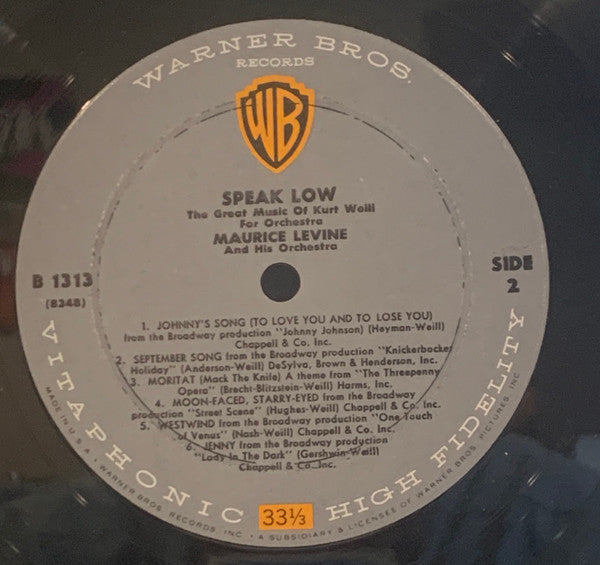 WARNER BROS.
RECORDS
WB
SPEAK LOW
The Great Music Of Kurt Weill
For Orchestra
MAURICE LEVINE
And His Orchestra
B 1313
(8348)
SIDE
2
1. JOHNNY'S SONG (TO LOVE YOU AND TO LOSE YOU)
from the Broadway production "Johnny Johnson) (Heyman-Weill)
Chappell & Co. Inc.
2. SEPTEMBER SONG from the Broadway production "Knickerbocker
Holiday" (Anderson-Weill) DeSylva, Brown & Henderson, Inc.
3. MORITAT (Mack The Knife) A theme from "The Threepenny
Opera" (Brecht-Blitzstein-Weill) Harms, Inc.
4. MOON-FACED, STARRY-EYED from the Broadway
production "Street Scene" (Hughes-Weill) Chappell & Co. Inc.
5. WESTWIND from the Broadway production "One Touch
of Venus" (Nash-Weill) Chappell & Co. Inc.
6. JENNY from the Broadway production
"Lady In The Dark" (Gershwin-Weill)
Chappell & Co. Inc.
VITAPHONIC HIGH FIDELITY
33⅓
MADE IN U.S.A. • WARNER BROS. RECORDS, INC. • A SUBSIDIARY & LICENSEE OF WARNER BROS. PICTURES, INC.